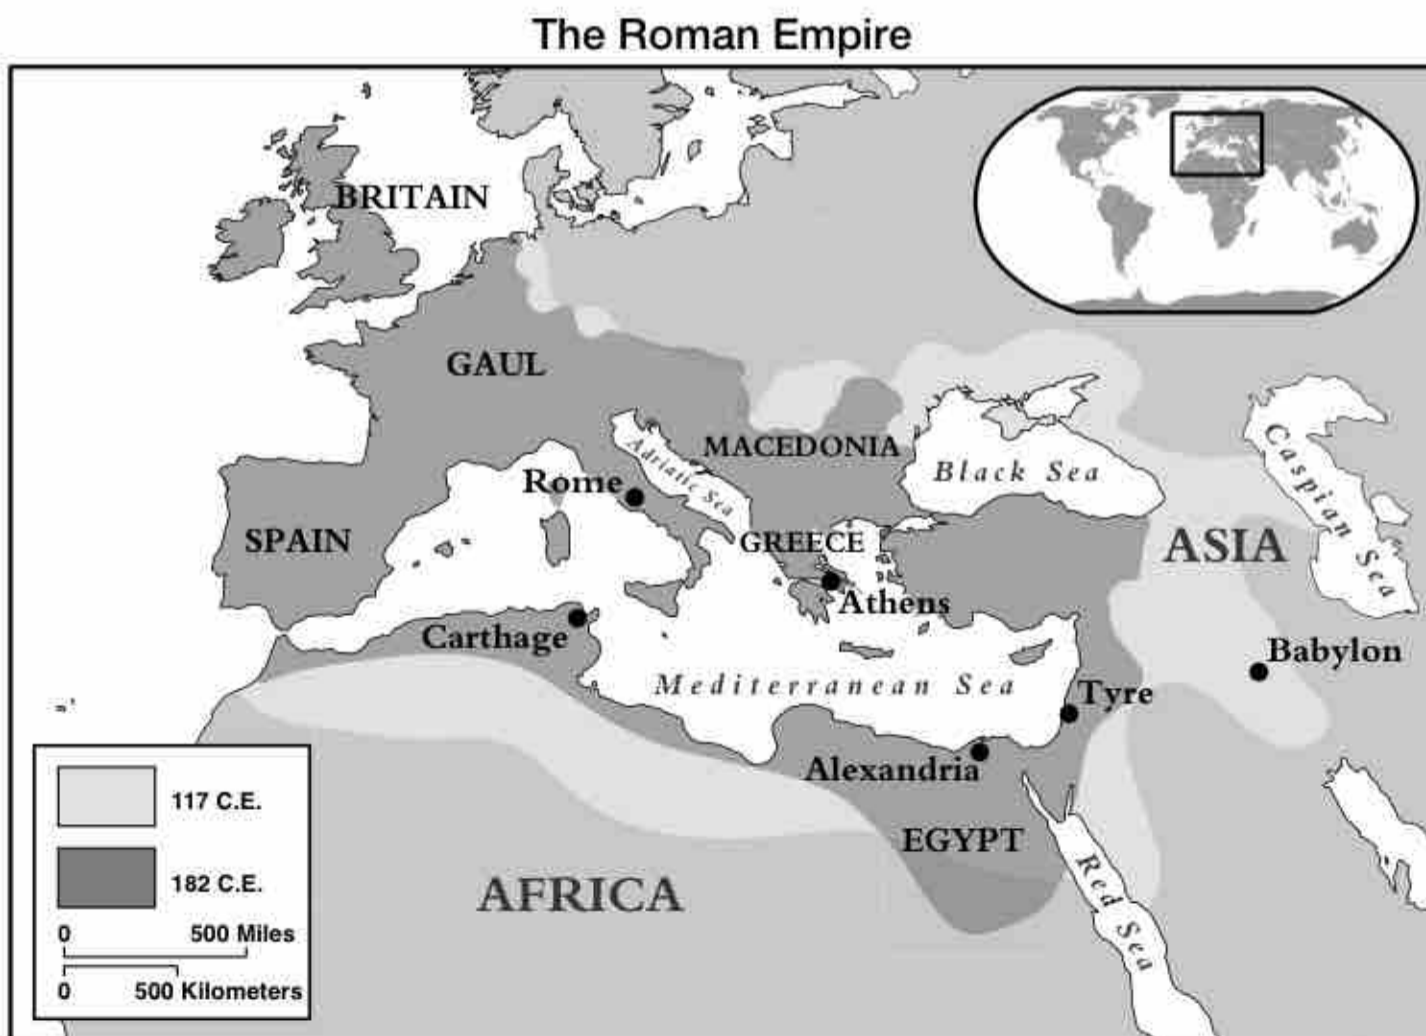 The Roman Empire
BRITAIN
GAUL
MACEDONIA
Adriatic Sea
Black Sea
Caspian Sea
Rome
SPAIN
GREECE
ASIA
Athens
Carthage
Babylon
Mediterranean Sea
Tyre
Alexandria
EGYPT
AFRICA
Red Sea
117 C.E.
182 C.E.
0 500 Miles
0 500 Kilometers